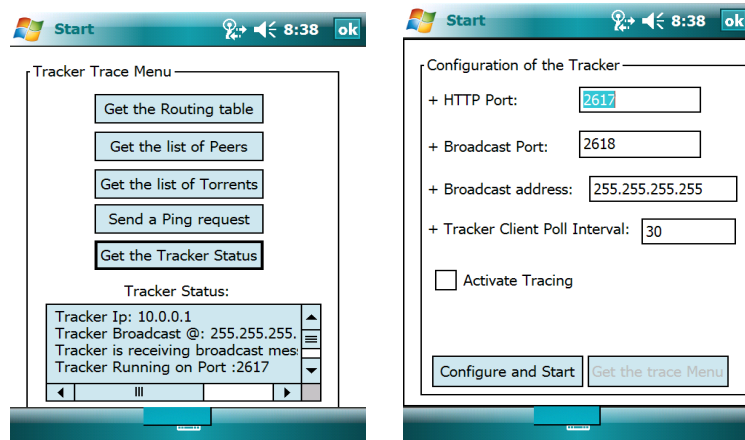 Start
8:38
ok
Tracker Trace Menu
Get the Routing table
Get the list of Peers
Get the list of Torrents
Send a Ping request
Get the Tracker Status
Tracker Status:
Tracker Ip: 10.0.0.1
Tracker Broadcast @: 255.255.255.
Tracker is receiving broadcast mes
Tracker Running on Port :2617
Start
8:38
ok
Configuration of the Tracker
+ HTTP Port:
2617
+ Broadcast Port:
2618
+ Broadcast address:
255.255.255.255
+ Tracker Client Poll Interval:
30
Activate Tracing
Configure and Start
Get the trace Menu